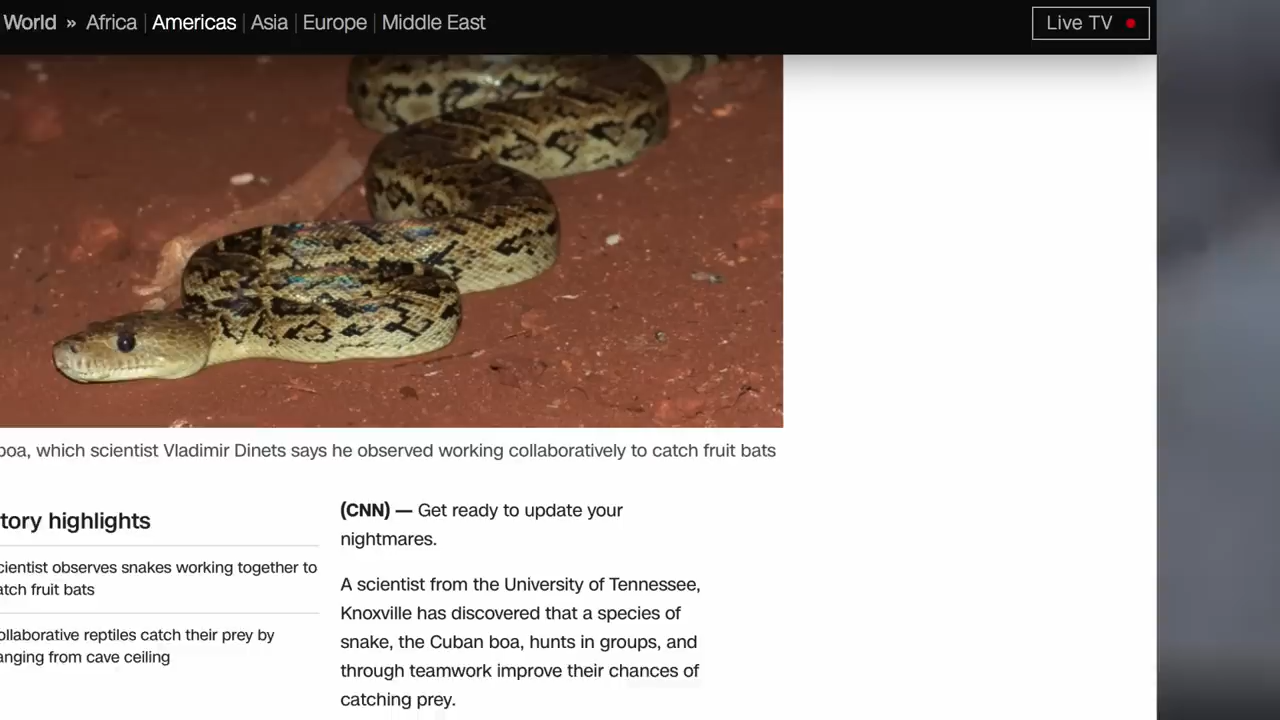 World » Africa | Americas | Asia | Europe | Middle East
Live TV
boa, which scientist Vladimir Dinets says he observed working collaboratively to catch fruit bats
tory highlights
cientist observes snakes working together to
atch fruit bats
ollaborative reptiles catch their prey by
anging from cave ceiling
(CNN) — Get ready to update your
nightmares.
A scientist from the University of Tennessee,
Knoxville has discovered that a species of
snake, the Cuban boa, hunts in groups, and
through teamwork improve their chances of
catching prey.